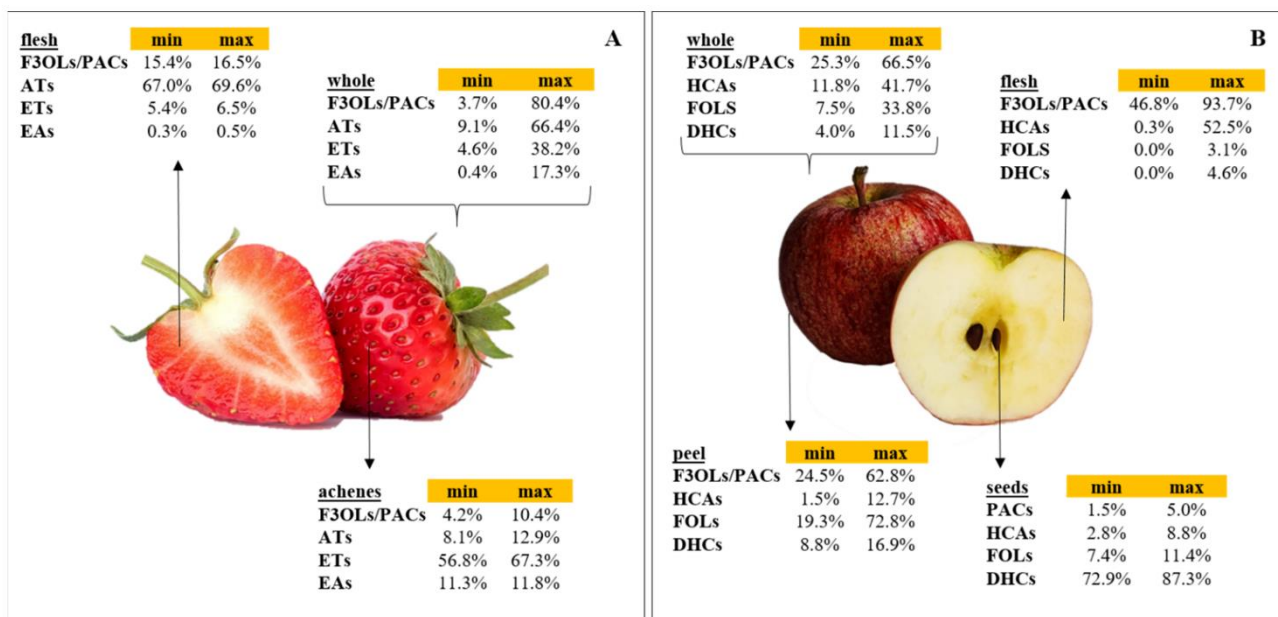 A
flesh min max
F3OLs/PACs 15.4% 16.5%
ATs 67.0% 69.6%
ETs 5.4% 6.5%
EAs 0.3% 0.5%
whole min max
F3OLs/PACs 3.7% 80.4%
ATs 9.1% 66.4%
ETs 4.6% 38.2%
EAs 0.4% 17.3%
achenes min max
F3OLs/PACs 4.2% 10.4%
ATs 8.1% 12.9%
ETs 56.8% 67.3%
EAs 11.3% 11.8%
B
whole min max
F3OLs/PACs 25.3% 66.5%
HCAs 11.8% 41.7%
FOLS 7.5% 33.8%
DHCs 4.0% 11.5%
flesh min max
F3OLs/PACs 46.8% 93.7%
HCAs 0.3% 52.5%
FOLS 0.0% 3.1%
DHCs 0.0% 4.6%
peel min max
F3OLs/PACs 24.5% 62.8%
HCAs 1.5% 12.7%
FOLs 19.3% 72.8%
DHCs 8.8% 16.9%
seeds min max
PACs 1.5% 5.0%
HCAs 2.8% 8.8%
FOLs 7.4% 11.4%
DHCs 72.9% 87.3%